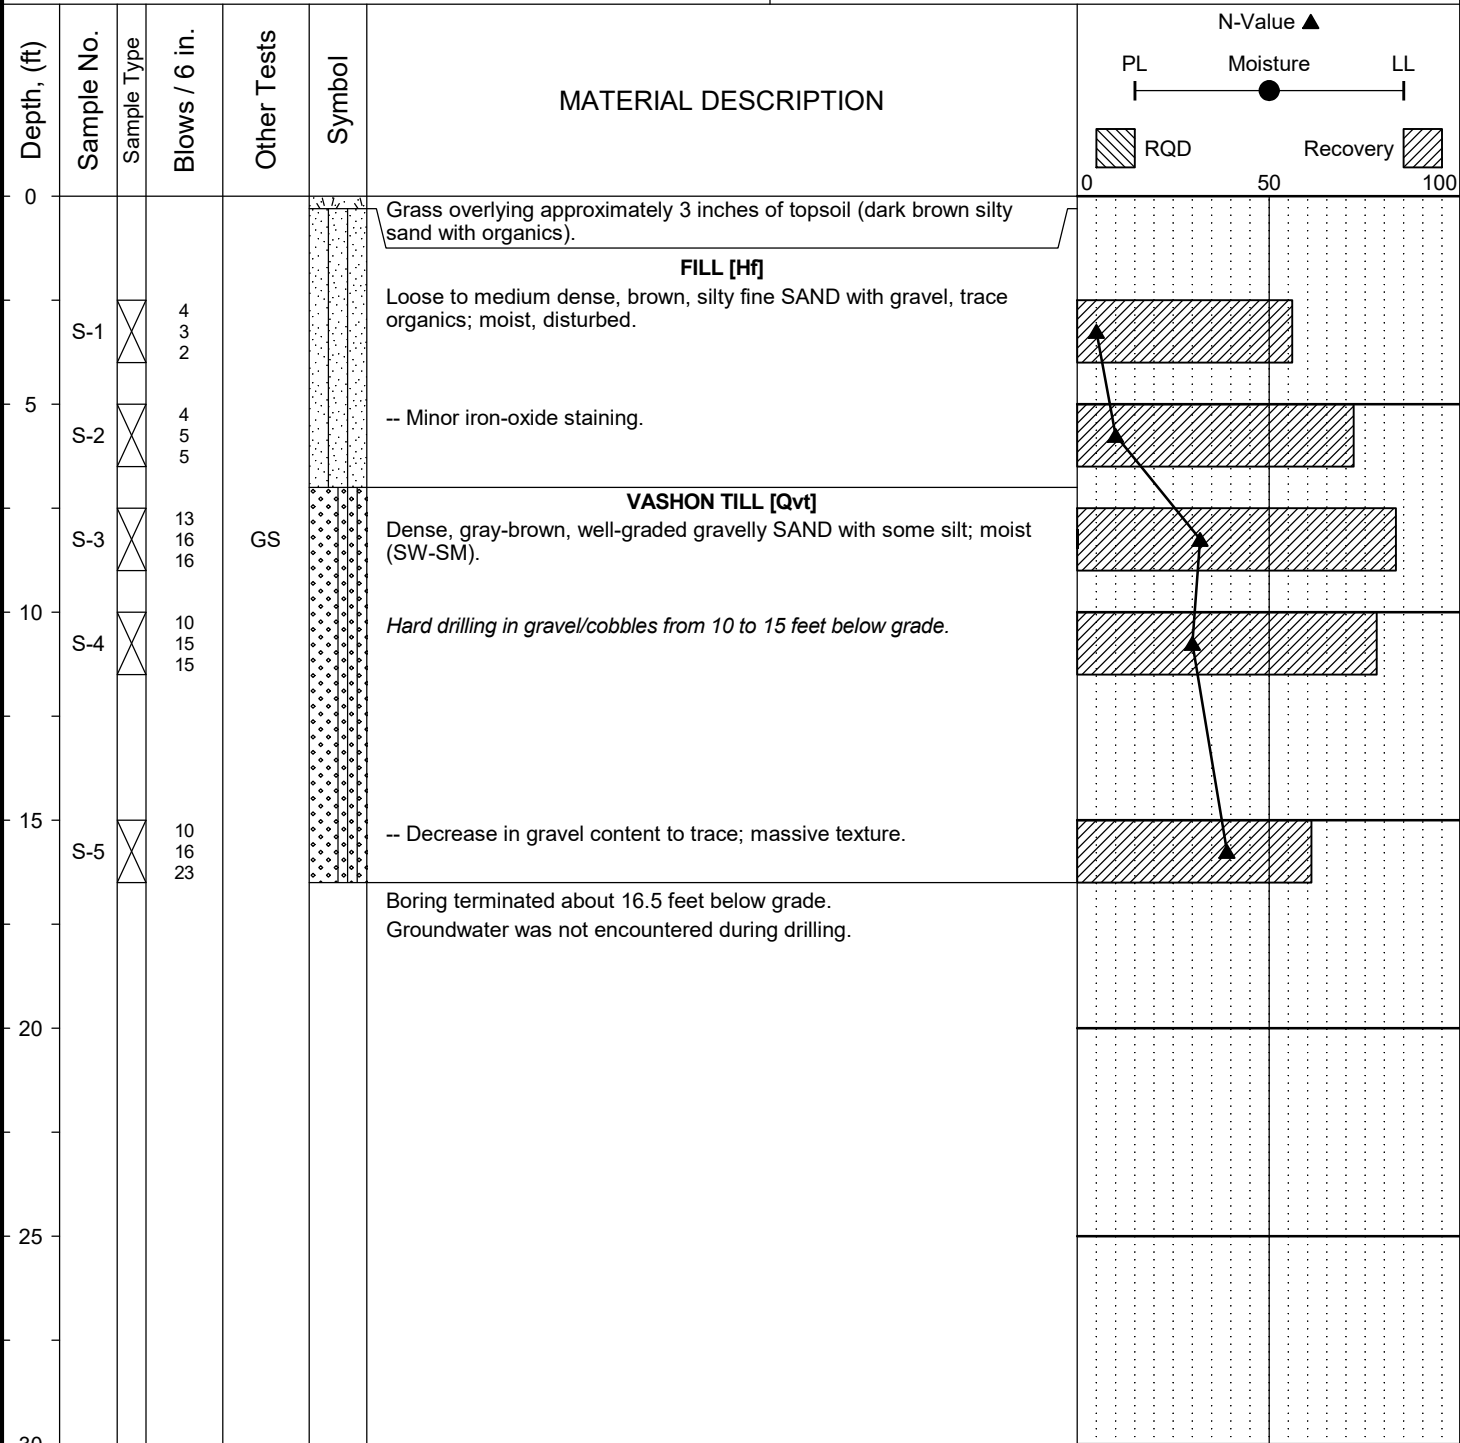 Depth, (ft)
Sample No.
Sample Type
Blows / 6 in.
Other Tests
Symbol
MATERIAL DESCRIPTION
N-Value ▲
PL Moisture LL
RQD Recovery
0 50 100
0
Grass overlying approximately 3 inches of topsoil (dark brown silty
sand with organics).
FILL [Hf]
Loose to medium dense, brown, silty fine SAND with gravel, trace
organics; moist, disturbed.
S-1
4
3
2
5
-- Minor iron-oxide staining.
S-2
4
5
5
VASHON TILL [Qvt]
Dense, gray-brown, well-graded gravelly SAND with some silt; moist
(SW-SM).
S-3
13
16
16
GS
10
Hard drilling in gravel/cobbles from 10 to 15 feet below grade.
S-4
10
15
15
15
-- Decrease in gravel content to trace; massive texture.
S-5
10
16
23
Boring terminated about 16.5 feet below grade.
Groundwater was not encountered during drilling.
20
25
30